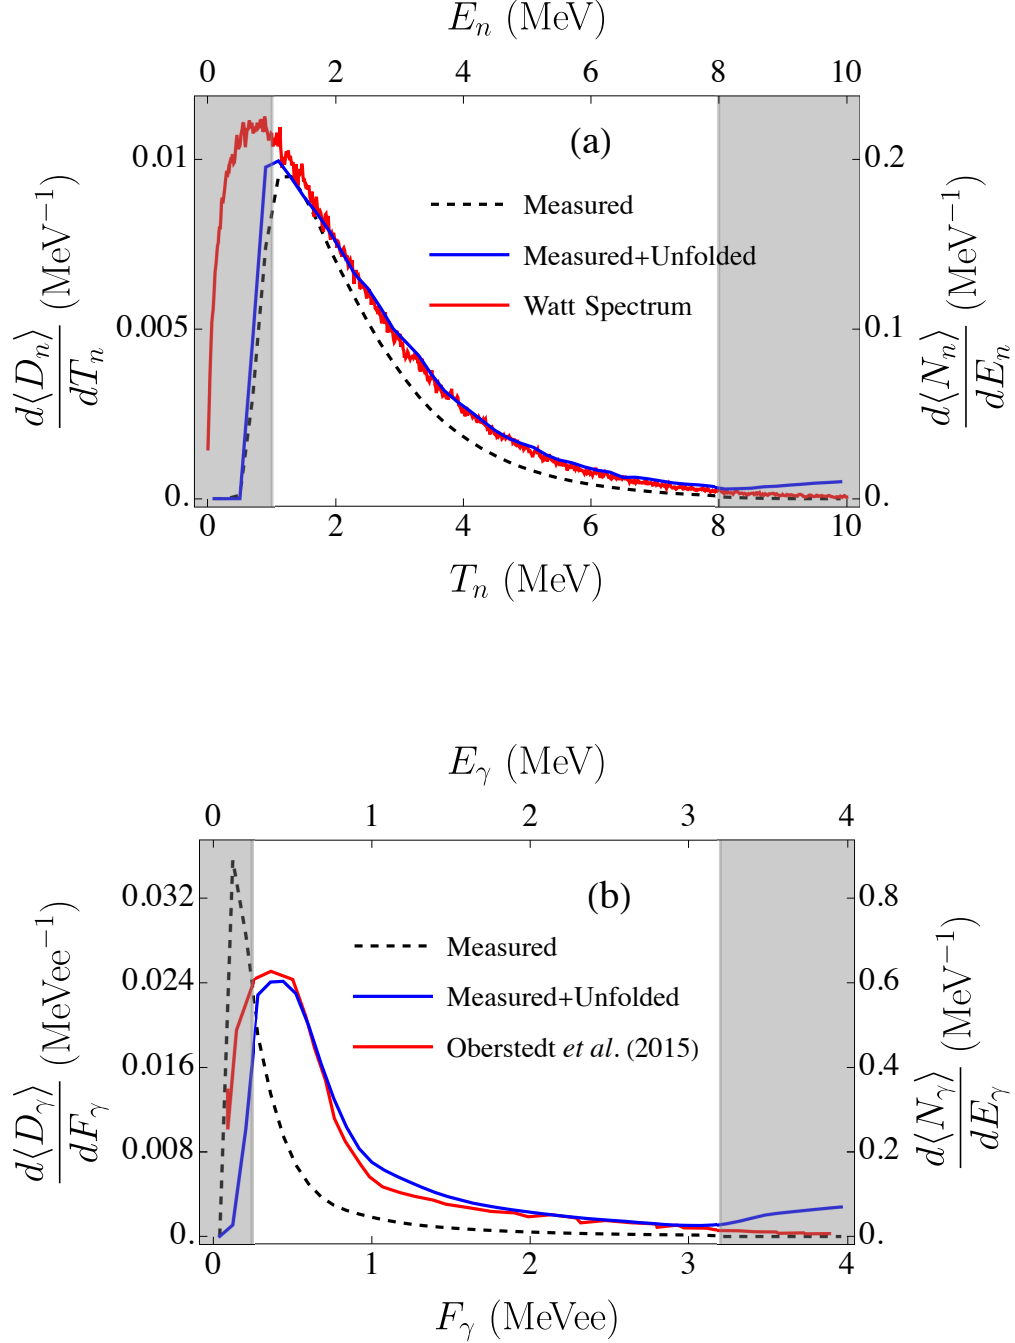 E_n (MeV)
0 2 4 6 8 10
(a)
0.01
0.005
0.
0.2
0.1
0.
d⟨D_n⟩/dT_n (MeV⁻¹)
d⟨N_n⟩/dE_n (MeV⁻¹)
Measured
Measured+Unfolded
Watt Spectrum
0 2 4 6 8 10
T_n (MeV)
E_γ (MeV)
0 1 2 3 4
(b)
0.032
0.024
0.016
0.008
0.
0.8
0.6
0.4
0.2
0.
d⟨D_γ⟩/dF_γ (MeVee⁻¹)
d⟨N_γ⟩/dE_γ (MeV⁻¹)
Measured
Measured+Unfolded
Oberstedt et al. (2015)
0 1 2 3 4
F_γ (MeVee)